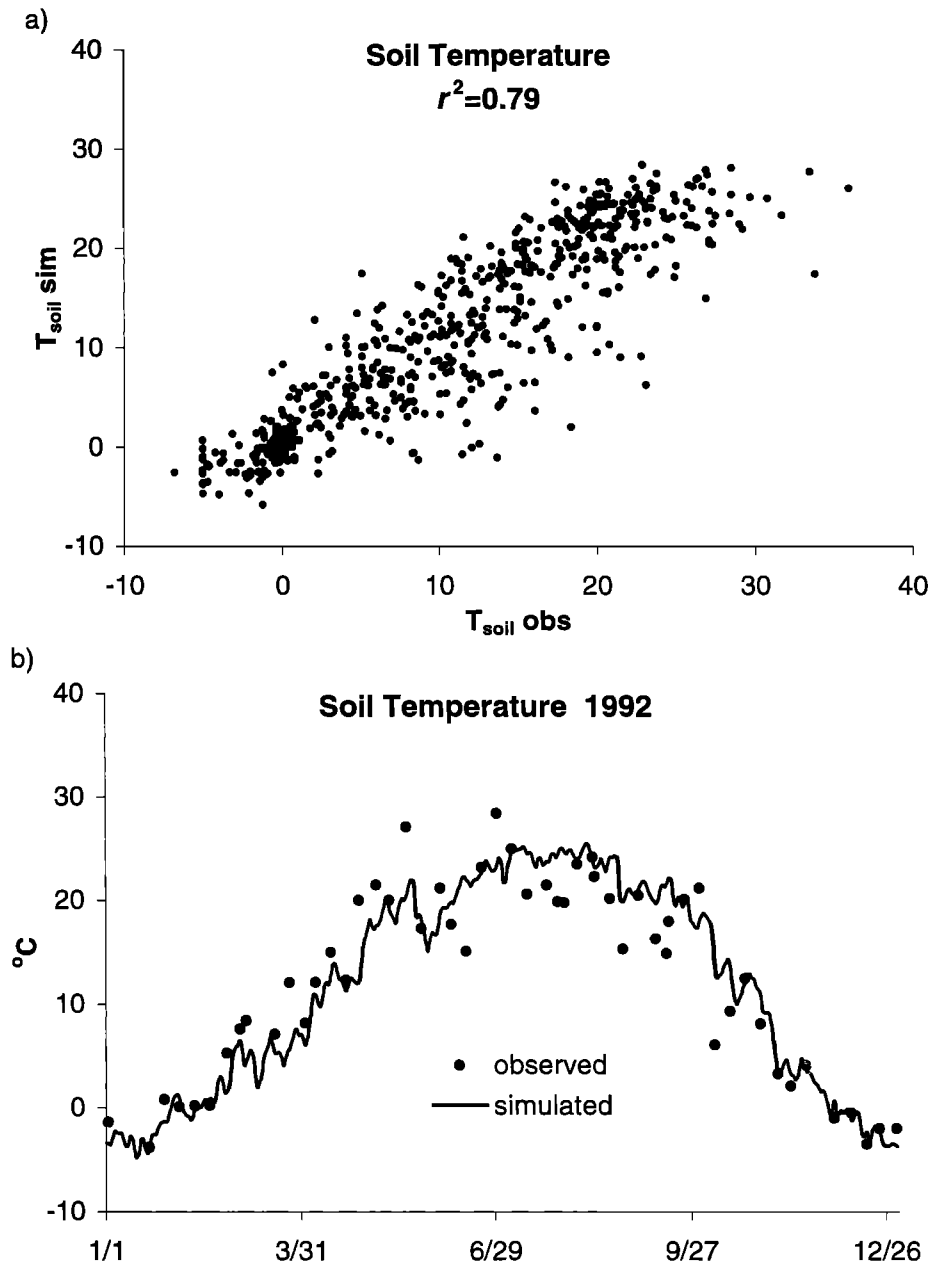 a)
Soil Temperature
r²=0.79
40
30
20
10
0
-10
T_soil sim
-10 0 10 20 30 40
T_soil obs
b)
Soil Temperature 1992
40
30
20
10
0
-10
°C
observed
simulated
1/1 3/31 6/29 9/27 12/26